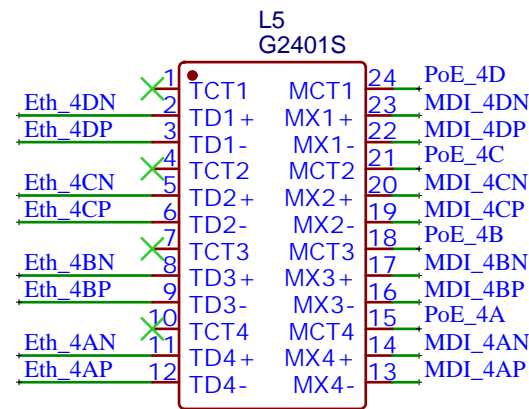 L5
G2401S
1 TCT1 MCT1 24 PoE_4D
Eth_4DN 2 TD1+ MX1+ 23 MDI_4DN
Eth_4DP 3 TD1- MX1- 22 MDI_4DP
4 TCT2 MCT2 21 PoE_4C
Eth_4CN 5 TD2+ MX2+ 20 MDI_4CN
Eth_4CP 6 TD2- MX2- 19 MDI_4CP
7 TCT3 MCT3 18 PoE_4B
Eth_4BN 8 TD3+ MX3+ 17 MDI_4BN
Eth_4BP 9 TD3- MX3- 16 MDI_4BP
10 TCT4 MCT4 15 PoE_4A
Eth_4AN 11 TD4+ MX4+ 14 MDI_4AN
Eth_4AP 12 TD4- MX4- 13 MDI_4AP